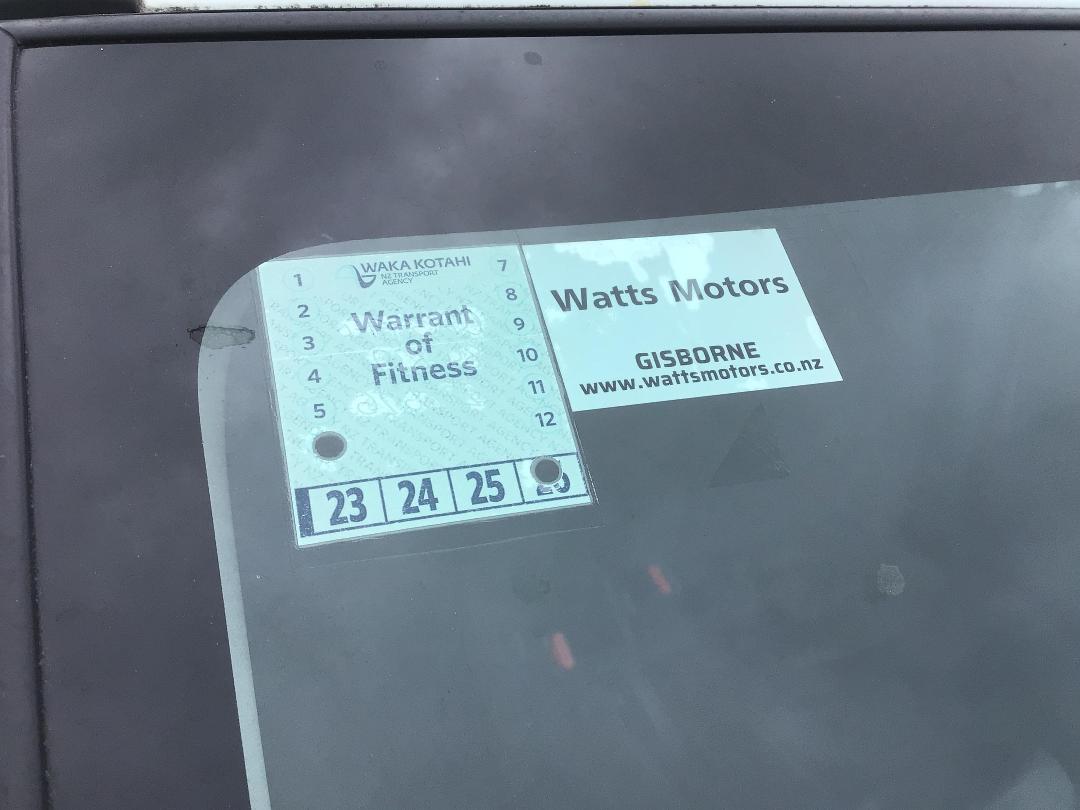 1
WAKA KOTAHI
NZ TRANSPORT
AGENCY
7
2
8
Warrant
of
Fitness
3
9
4
10
5
11
12
23 24 25
Watts Motors
GISBORNE
www.wattsmotors.co.nz